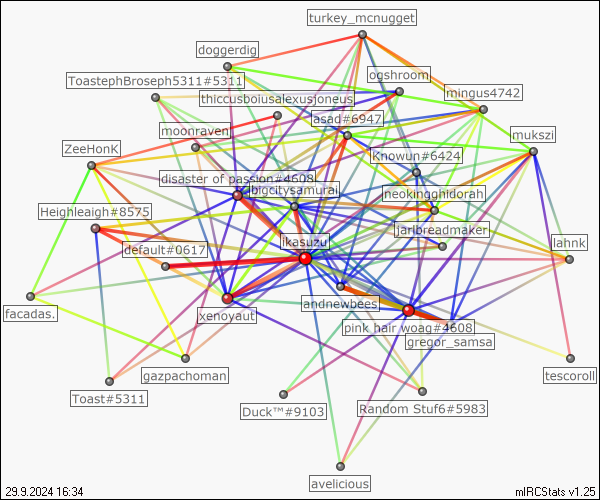 turkey_mcnugget
doggerdig
ogshroom
ToastephBroseph5311#5311
mingus4742
thiccusboiusalexusjoneus
asad#6947
moonraven
mukszi
ZeeHonK
Knowun#6424
disaster of passion#4608
bigcitysamurai
neokingghidorah
Heighleaigh#8575
jarlbreadmaker
ikasuzu
lahnk
default#0617
andnewbees
facadas.
xenoyaut
pink hair woag#4608
gregor_samsa
gazpachoman
tescoroll
Toast#5311
Duck™#9103
Random Stuf6#5983
avelicious
29.9.2024 16:34
mIRCStats v1.25